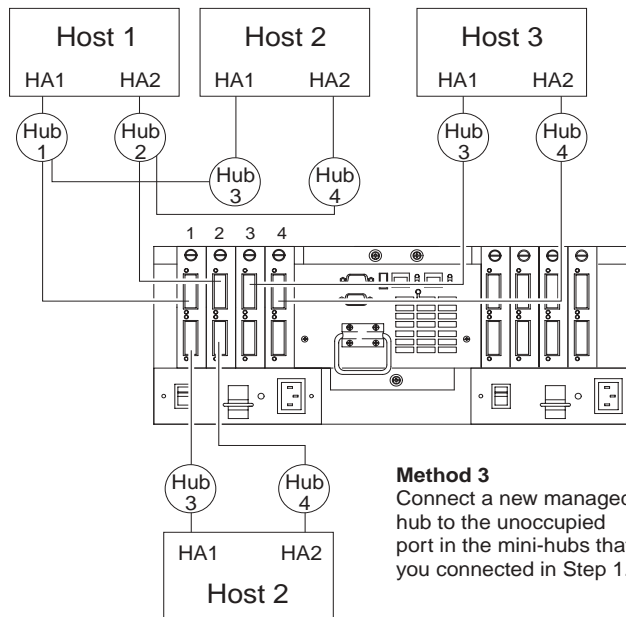 Host 1
Host 2
Host 3
HA1 HA2
HA1 HA2
HA1 HA2
Hub 1
Hub 2
Hub 3
Hub 4
Hub 3
Hub 4
1 2 3 4
Hub 3
Hub 4
HA1 HA2
Host 2
Method 3
Connect a new managed
hub to the unoccupied
port in the mini-hubs tha
you connected in Step 1.